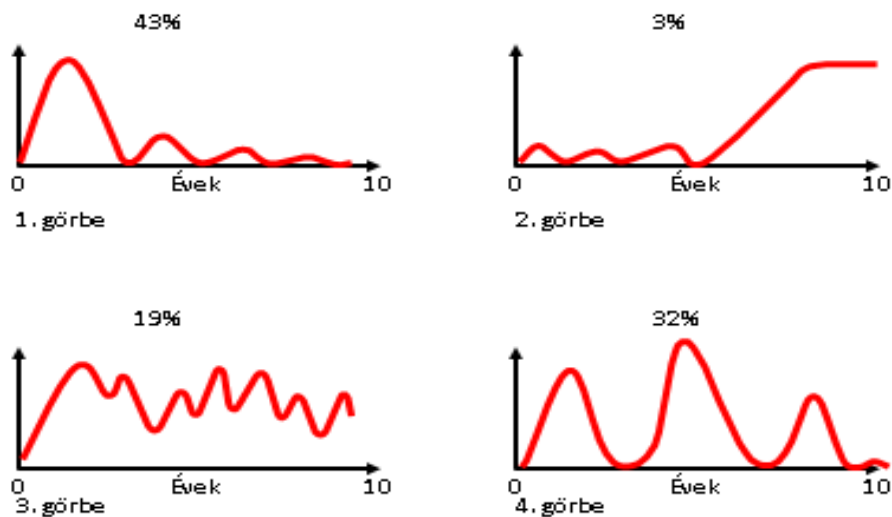 43%
0 Évek 10
1.görbe
3%
0 Évek 10
2.görbe
19%
0 Évek 10
3.görbe
32%
0 Évek 10
4.görbe